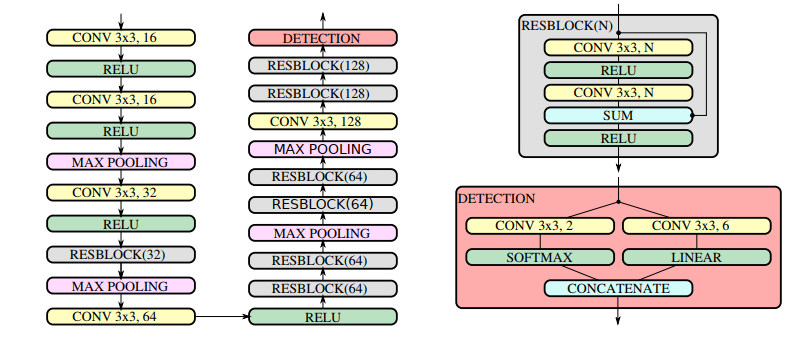 CONV 3x3, 16
RELU
CONV 3x3, 16
RELU
MAX POOLING
CONV 3x3, 32
RELU
RESBLOCK(32)
MAX POOLING
CONV 3x3, 64
DETECTION
RESBLOCK(128)
RESBLOCK(128)
CONV 3x3, 128
MAX POOLING
RESBLOCK(64)
RESBLOCK(64)
MAX POOLING
RESBLOCK(64)
RESBLOCK(64)
RELU
RESBLOCK(N)
CONV 3x3, N
RELU
CONV 3x3, N
SUM
RELU
DETECTION
CONV 3x3, 2
CONV 3x3, 6
SOFTMAX
LINEAR
CONCATENATE